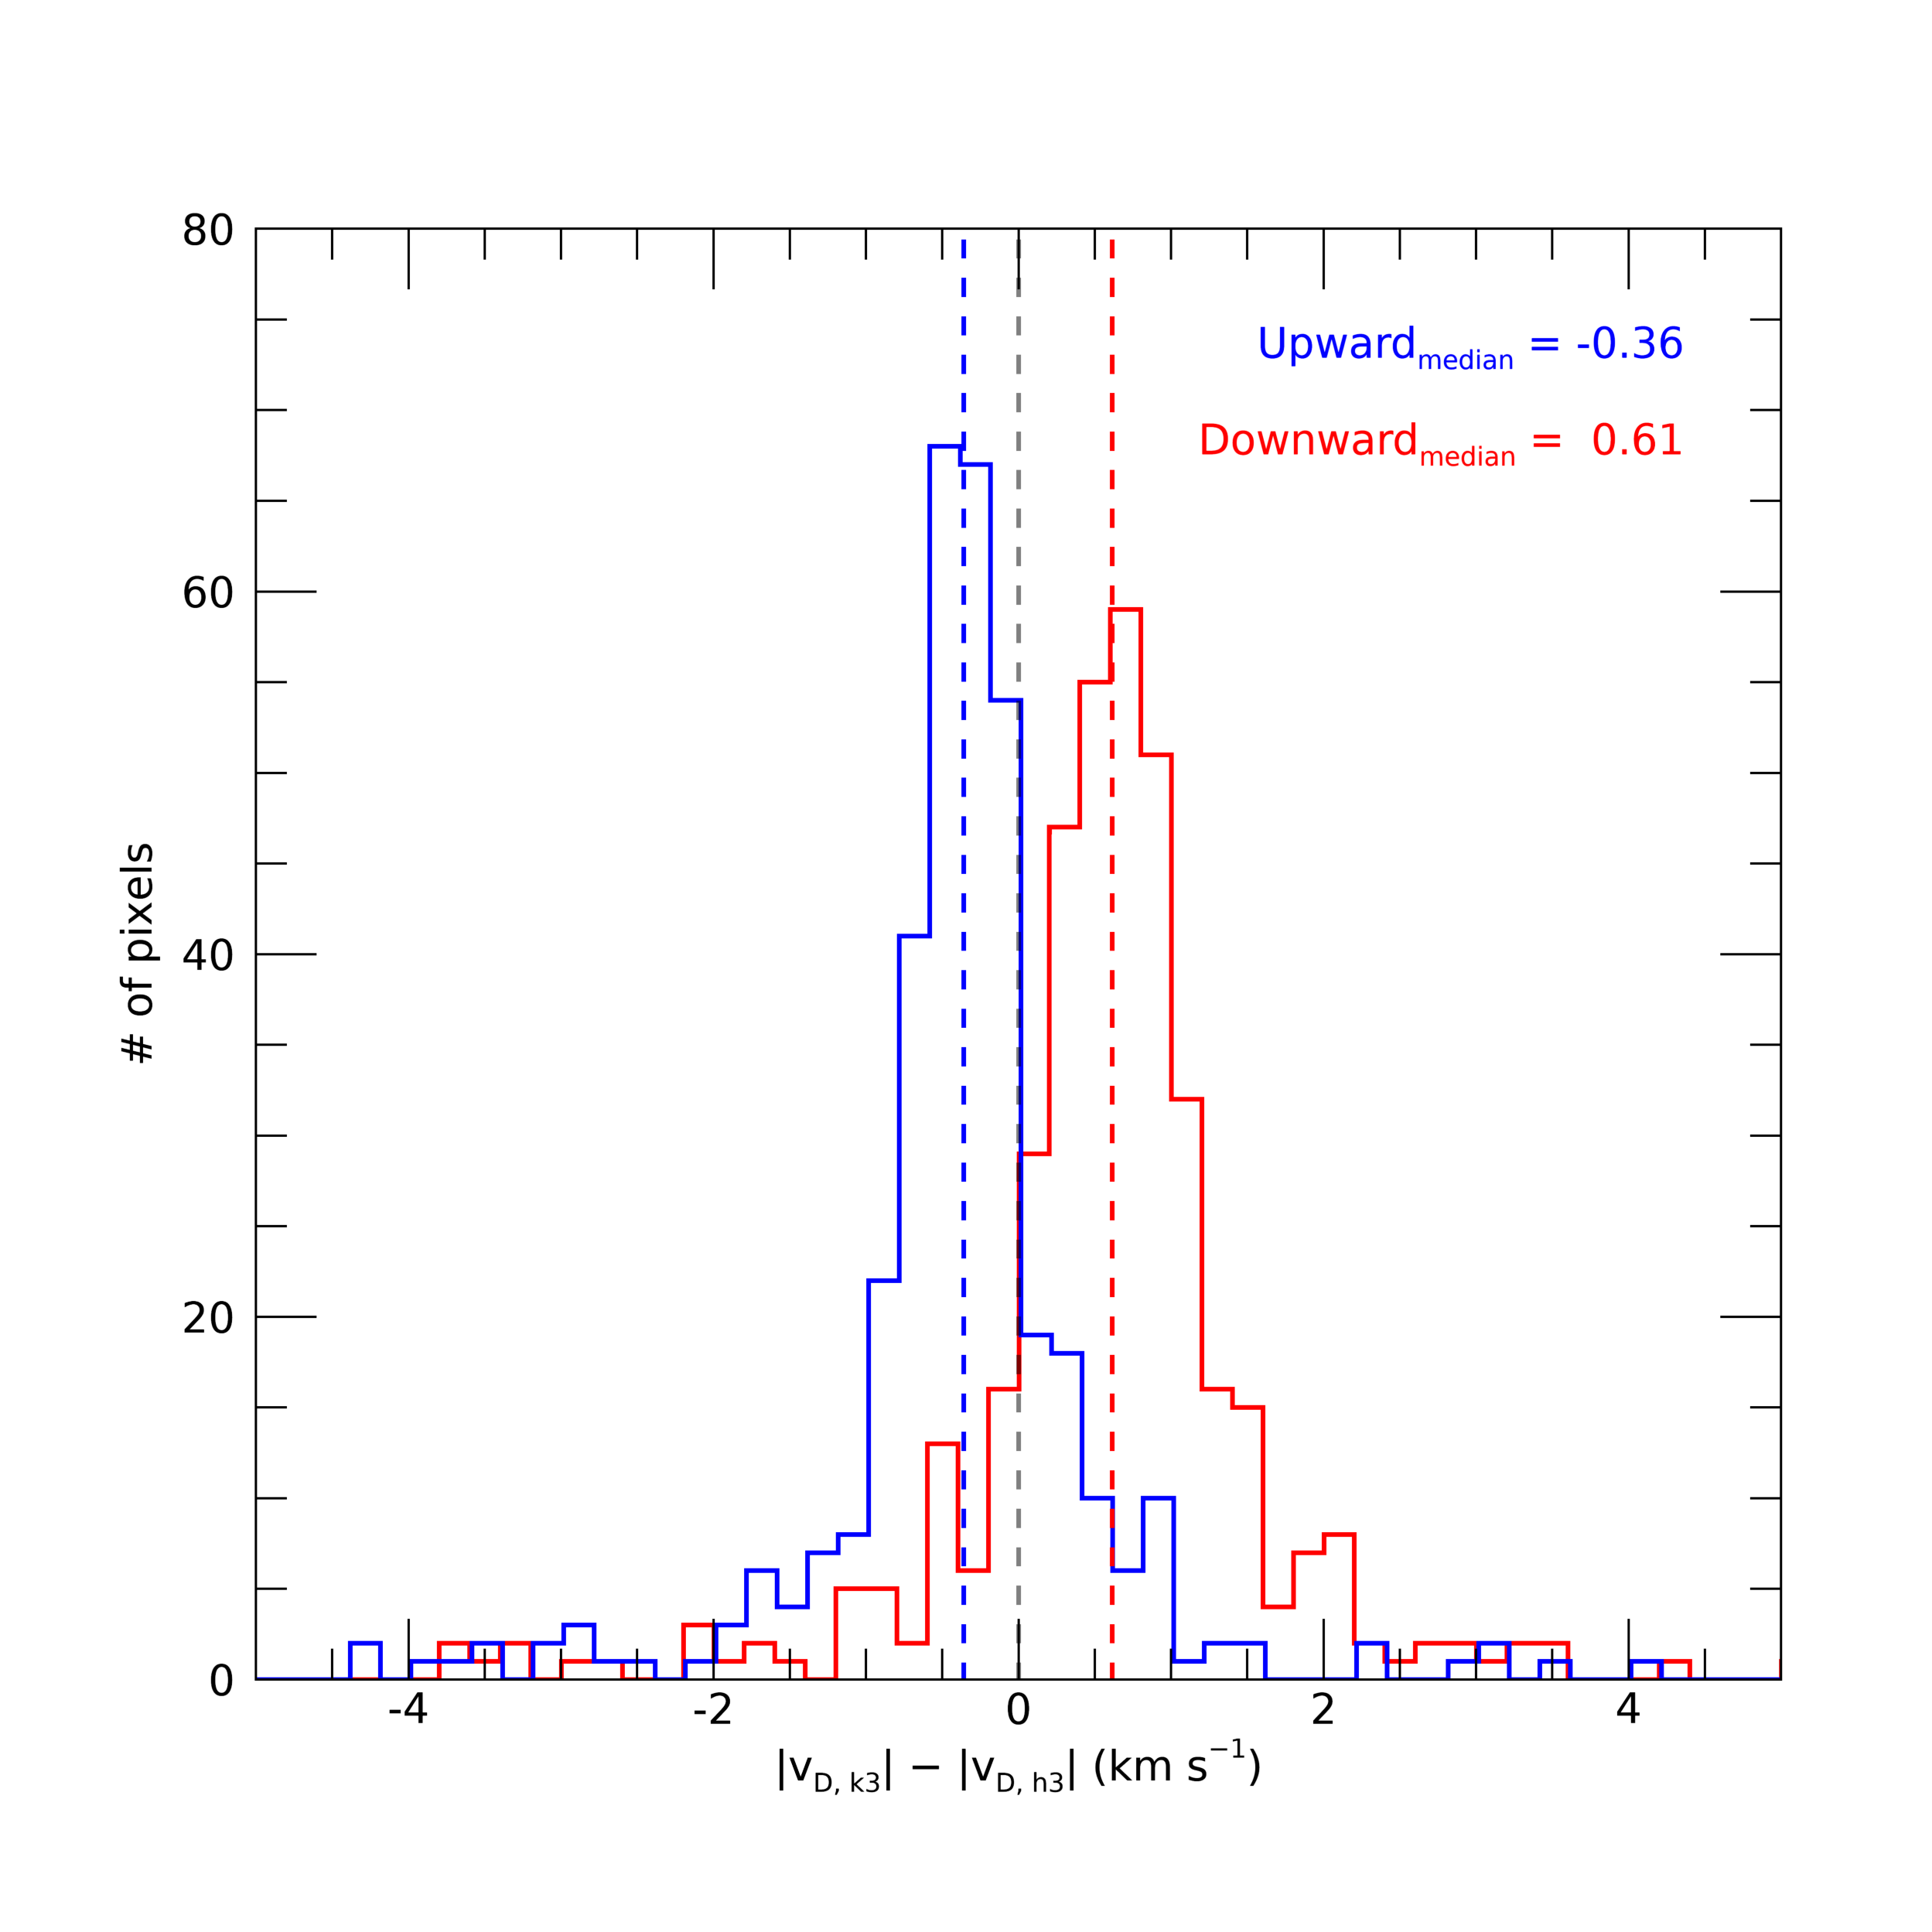 80
60
40
20
0
# of pixels
Upward_median = -0.36
Downward_median = 0.61
-4 -2 0 2 4
|v_D, k3| − |v_D, h3| (km s^−1)